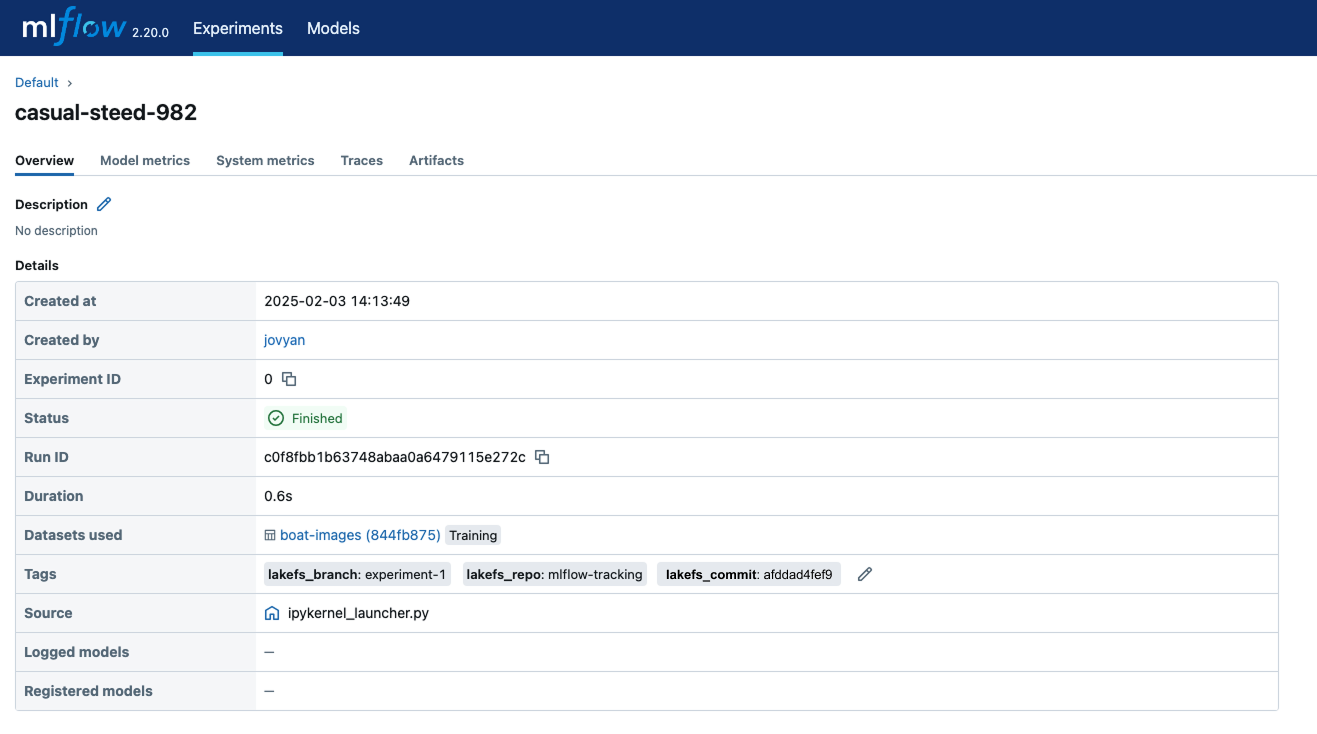 mlflow 2.20.0 Experiments Models
Default ›
casual-steed-982
Overview Model metrics System metrics Traces Artifacts
Description
No description
Details
Created at 2025-02-03 14:13:49
Created by jovyan
Experiment ID 0
Status Finished
Run ID c0f8fbb1b63748abaa0a6479115e272c
Duration 0.6s
Datasets used boat-images (844fb875) Training
Tags lakefs_branch: experiment-1 lakefs_repo: mlflow-tracking lakefs_commit: afddad4fef9
Source ipykernel_launcher.py
Logged models —
Registered models —